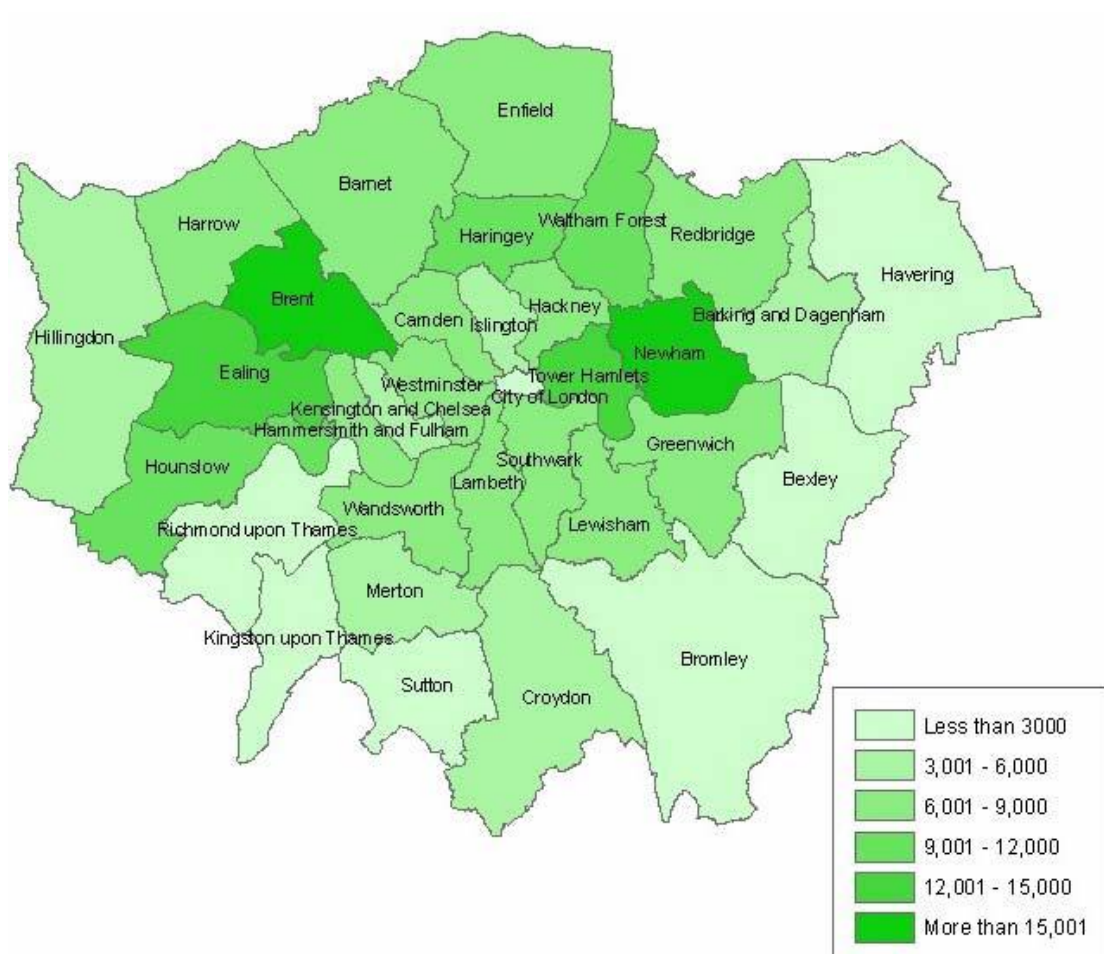 Enfield
Barnet
Harrow
Haringey
Waltham Forest
Redbridge
Havering
Brent
Hillingdon
Camden
Islington
Hackney
Barking and Dagenham
Ealing
Newham
Westminster
Tower Hamlets
City of London
Kensington and Chelsea
Hammersmith and Fulham
Hounslow
Greenwich
Southwark
Bexley
Lambeth
Wandsworth
Lewisham
Richmond upon Thames
Merton
Kingston upon Thames
Bromley
Sutton
Croydon
Less than 3000
3,001 - 6,000
6,001 - 9,000
9,001 - 12,000
12,001 - 15,000
More than 15,001